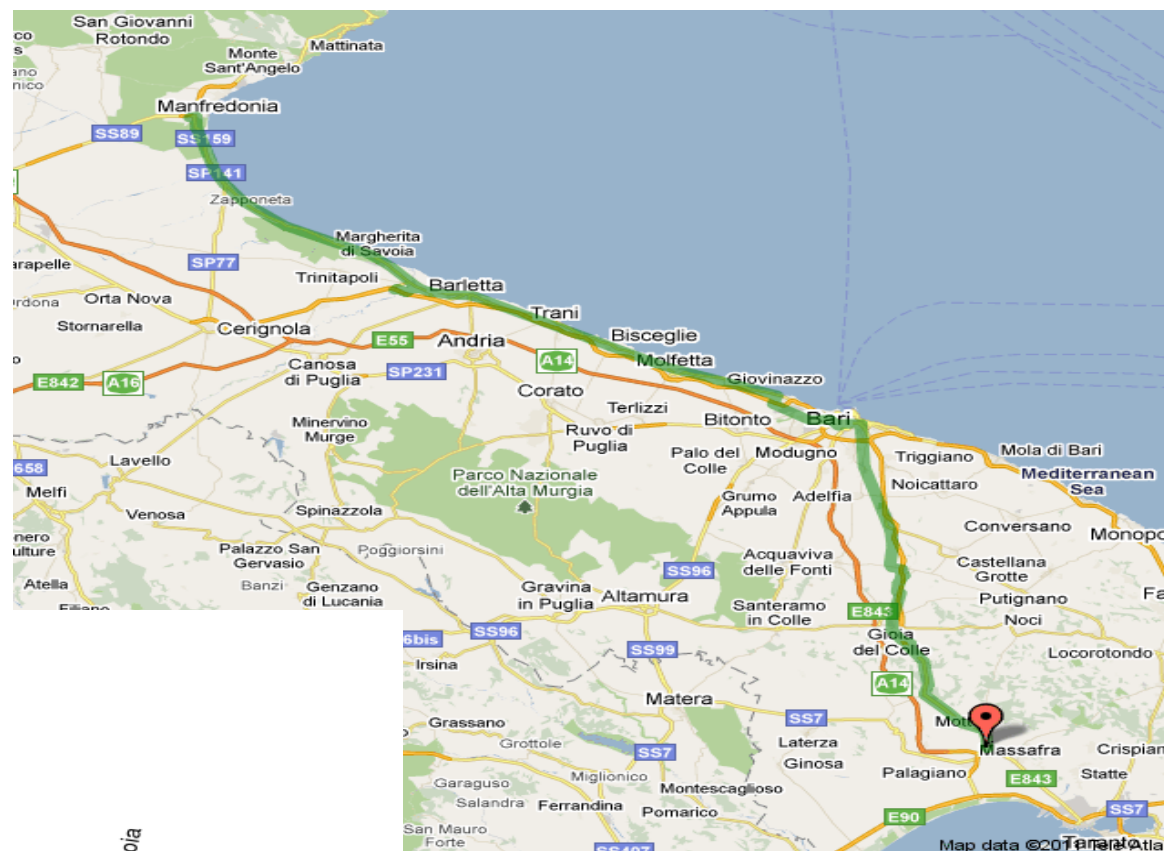 San Giovanni
Rotondo
Mattinata
Monte
Sant'Angelo
Manfredonia
SS89
SS159
SP141
Zapponeta
Margherita
di Savoia
SP77
Trinitapoli
Barletta
Orta Nova
Trani
Stornarella
Cerignola
E55
Andria
Bisceglie
A14
Molfetta
Canosa
di Puglia
SP231
Giovinazzo
E842
A16
Corato
Terlizzi
Bitonto
Bari
Minervino
Murge
Ruvo di
Puglia
Palo del
Colle
Modugno
Triggiano
Mola di Bari
658
Lavello
Parco Nazionale
dell'Alta Murgia
Mediterranean
Sea
Noicattaro
Melfi
Grumo
Appula
Adelfia
Venosa
Spinazzola
Conversano
Palazzo San
Gervasio
Poggiorsini
Acquaviva
delle Fonti
Castellana
Grotte
Atella
Banzi
Genzano
di Lucania
Gravina
in Puglia
Altamura
SS96
Santeramo
in Colle
E843
Putignano
Noci
6bis
SS96
Irsina
SS99
Gioia
del Colle
Locorotondo
Matera
A14
Grassano
SS7
Massafra
Grottole
SS7
Laterza
Ginosa
Crispian
Palagiano
E843
Statte
Garaguso
Miglionico
Montescaglioso
Salandra
Ferrandina
Pomarico
E90
SS7
San Mauro
Forte
SS407
Taranto
oia